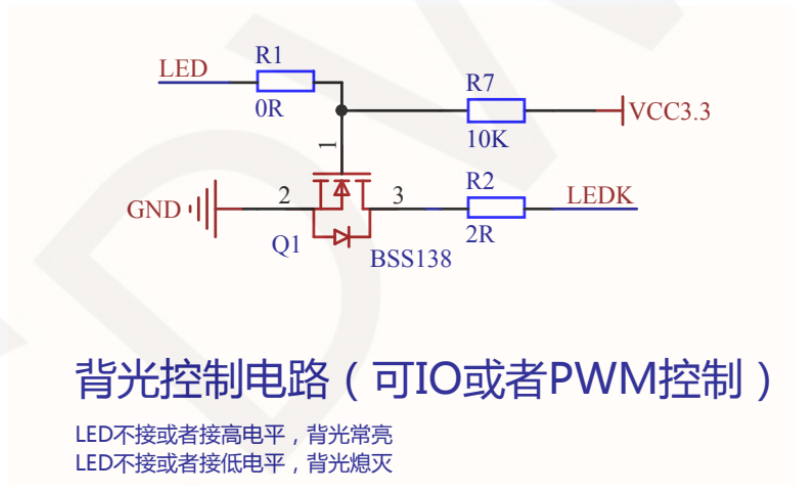 R1
LED
0R
R7
VCC3.3
10K
1
R2
2
3
LEDK
GND
Q1
2R
BSS138
背光控制电路（可IO或者PWM控制）
LED不接或者接高电平，背光常亮
LED不接或者接低电平，背光熄灭